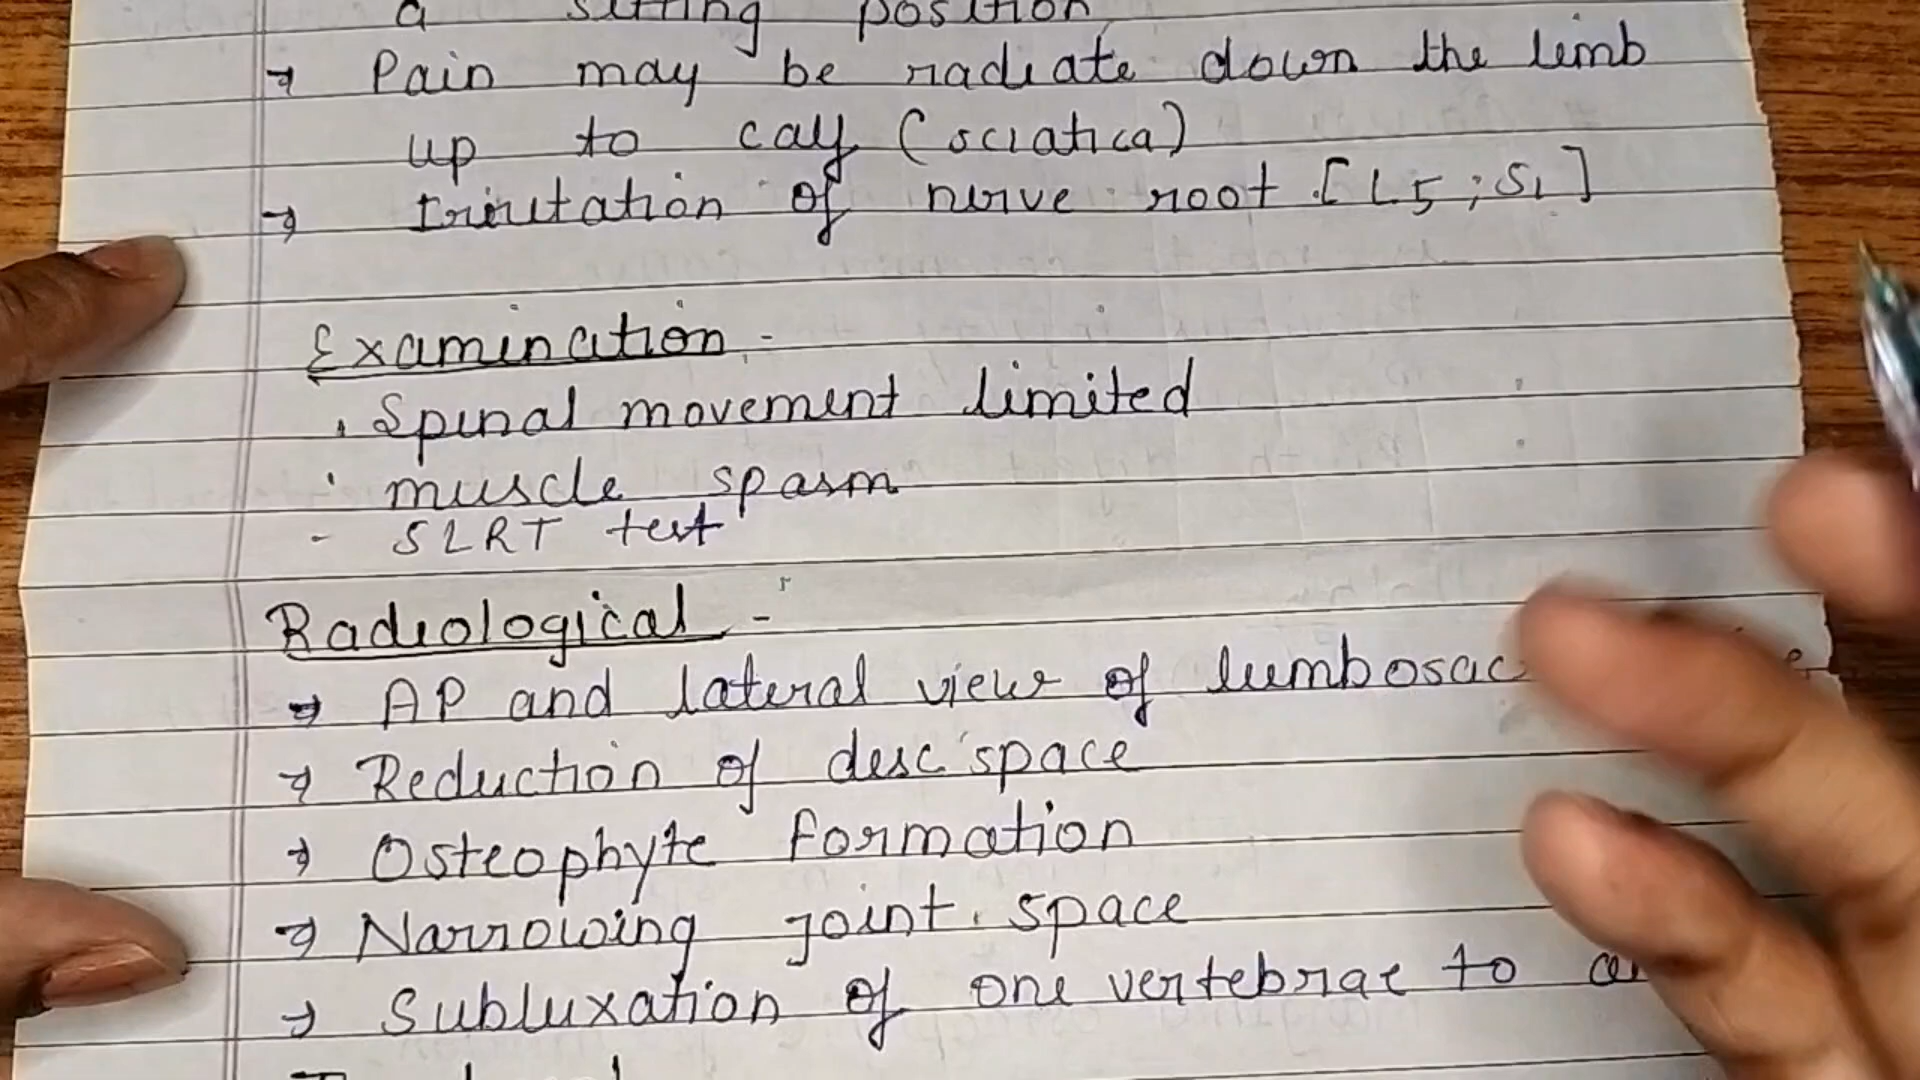 a sitting position
→ Pain may be radiate down the limb
up to calf (sciatica)
→ Irritation of nerve root [L5; S1]
Examination -
. Spinal movement limited
. muscle spasm
- SLRT test
Radiological -
→ AP and lateral view of
→ Reduction of desc space
→ Osteophyte formation
→ Narrowing joint space
→ Subluxation of one vertebrae to